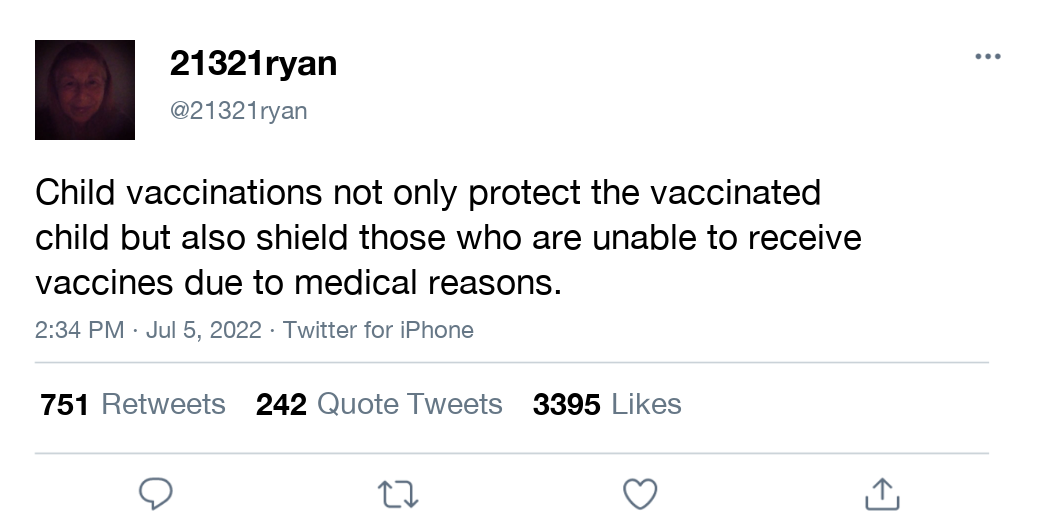 21321ryan
@21321ryan
Child vaccinations not only protect the vaccinated
child but also shield those who are unable to receive
vaccines due to medical reasons.
2:34 PM · Jul 5, 2022 · Twitter for iPhone
751 Retweets 242 Quote Tweets 3395 Likes